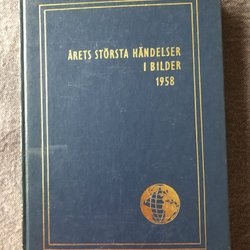 ÅRETS STÖRSTA HÄNDELSER
I BILDER
1958